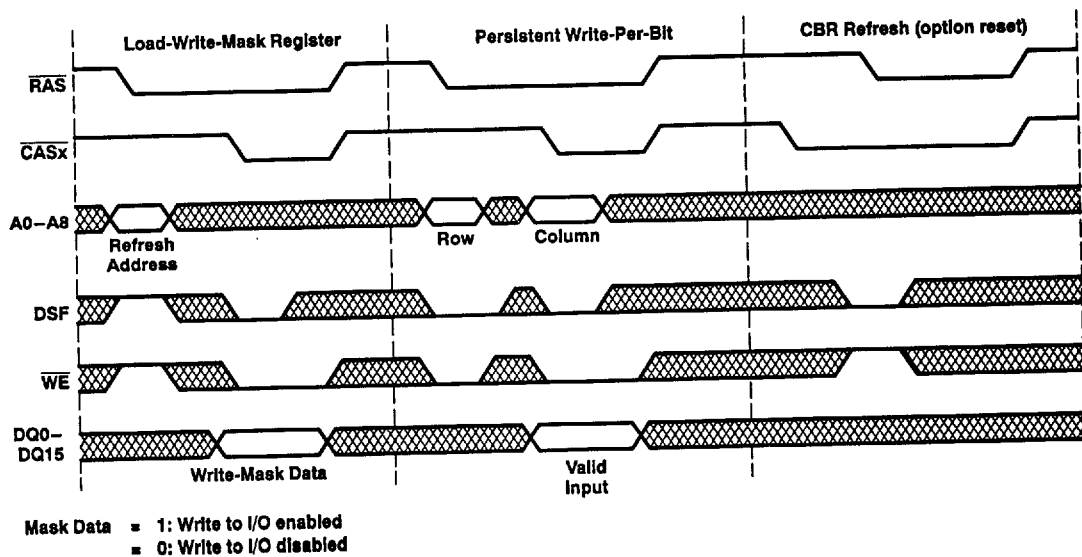 Load-Write-Mask Register
Persistent Write-Per-Bit
CBR Refresh (option reset)
RAS
CASx
A0–A8
Refresh
Address
Row
Column
DSF
WE
DQ0–
DQ15
Write-Mask Data
Valid
Input
Mask Data = 1: Write to I/O enabled
= 0: Write to I/O disabled